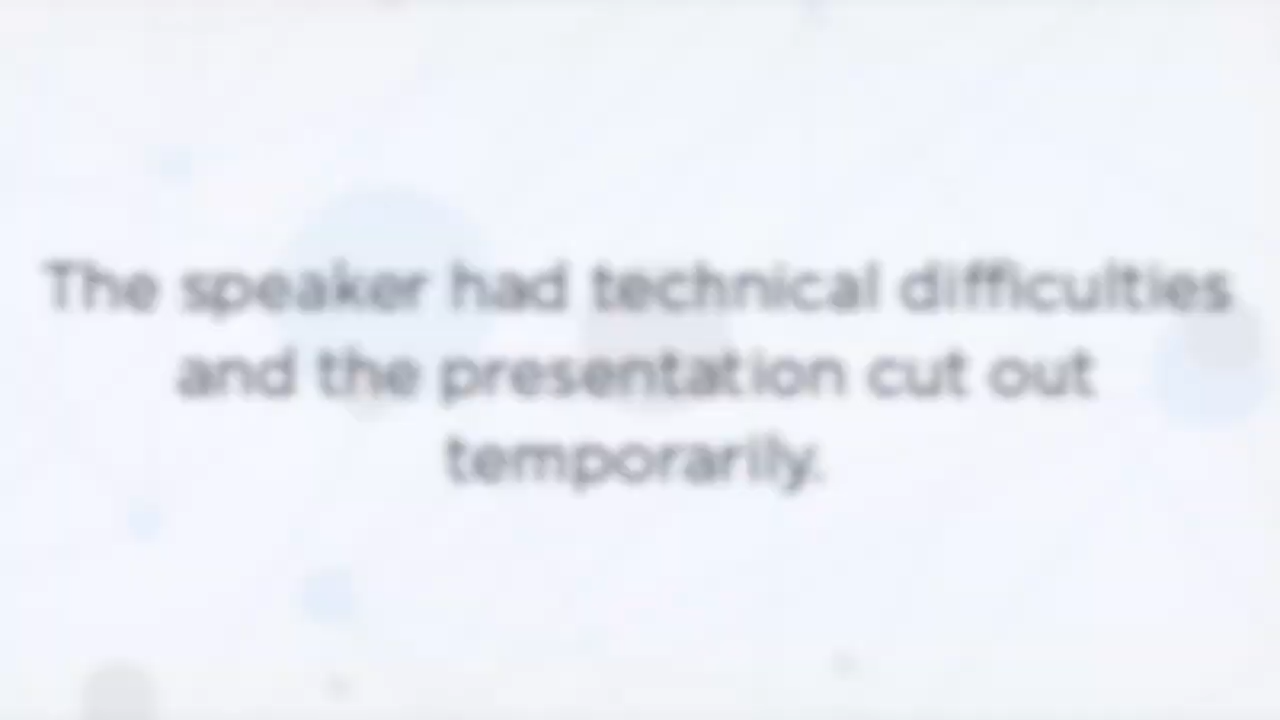 The speaker had technical difficulties
and the presentation cut out
temporarily.